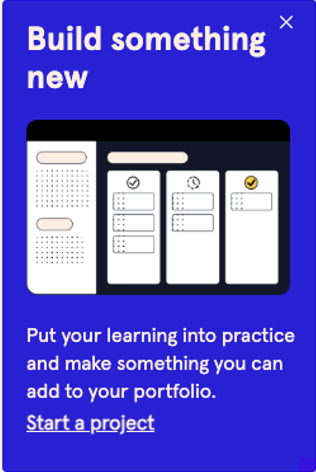 Build something
new
Put your learning into practice
and make something you can
add to your portfolio.
Start a project